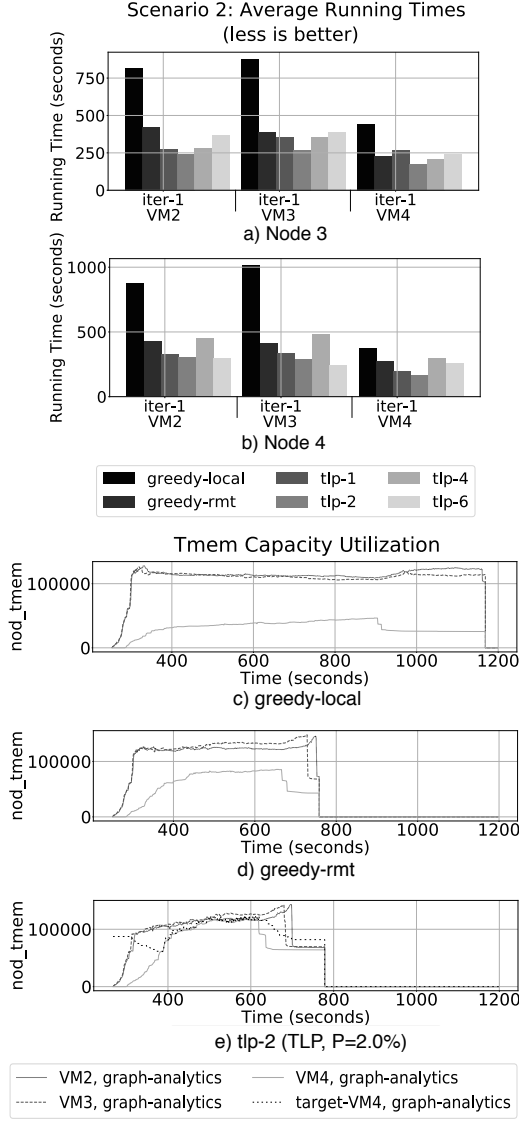 Scenario 2: Average Running Times
(less is better)
Running Time (seconds)
750
500
250
0
iter-1 iter-1 iter-1
VM2 VM3 VM4
a) Node 3
Running Time (seconds)
1000
500
0
iter-1 iter-1 iter-1
VM2 VM3 VM4
b) Node 4
greedy-local tlp-1 tlp-4
greedy-rmt tlp-2 tlp-6
Tmem Capacity Utilization
nod_tmem
100000
0
400 600 800 1000 1200
Time (seconds)
c) greedy-local
nod_tmem
100000
0
400 600 800 1000 1200
Time (seconds)
d) greedy-rmt
nod_tmem
100000
0
400 600 800 1000 1200
Time (seconds)
e) tlp-2 (TLP, P=2.0%)
VM2, graph-analytics VM4, graph-analytics
VM3, graph-analytics target-VM4, graph-analytics